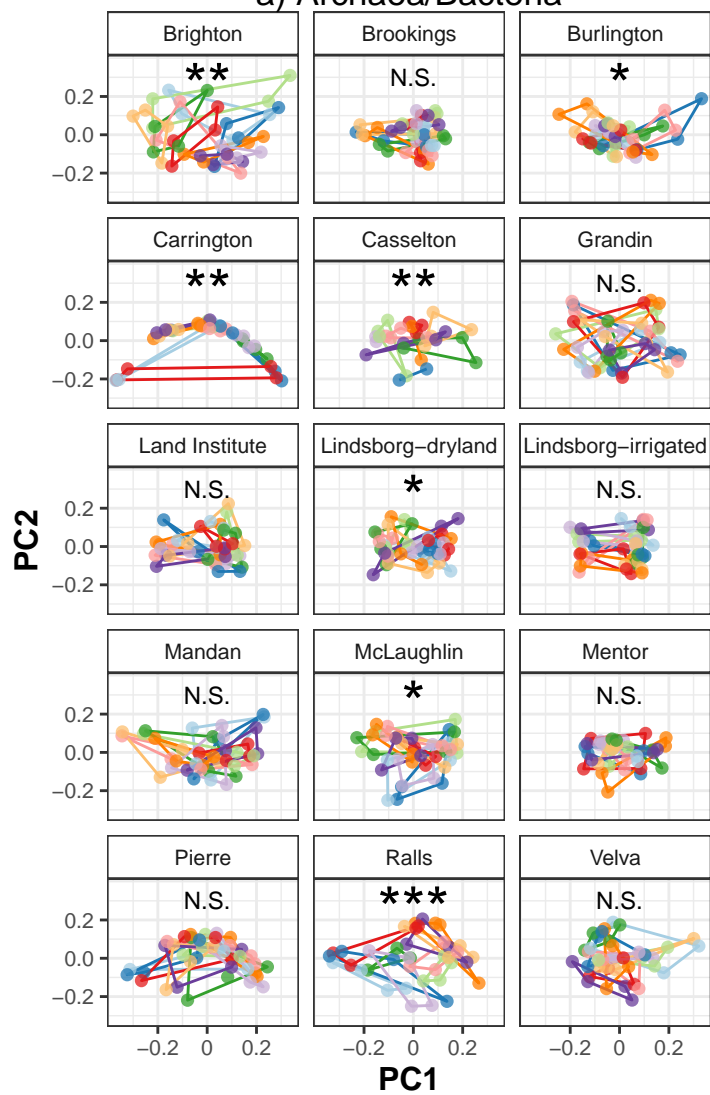 a) Archaea/Bacteria
Brighton Brookings Burlington
** N.S. *
0.2
0.0
−0.2
Carrington Casselton Grandin
** ** N.S.
0.2
0.0
−0.2
Land Institute Lindsborg−dryland Lindsborg−irrigated
N.S. * N.S.
0.2
0.0
−0.2
PC2
Mandan McLaughlin Mentor
N.S. * N.S.
0.2
0.0
−0.2
Pierre Ralls Velva
N.S. *** N.S.
0.2
0.0
−0.2
−0.2 0 0.2 −0.2 0 0.2 −0.2 0 0.2
PC1